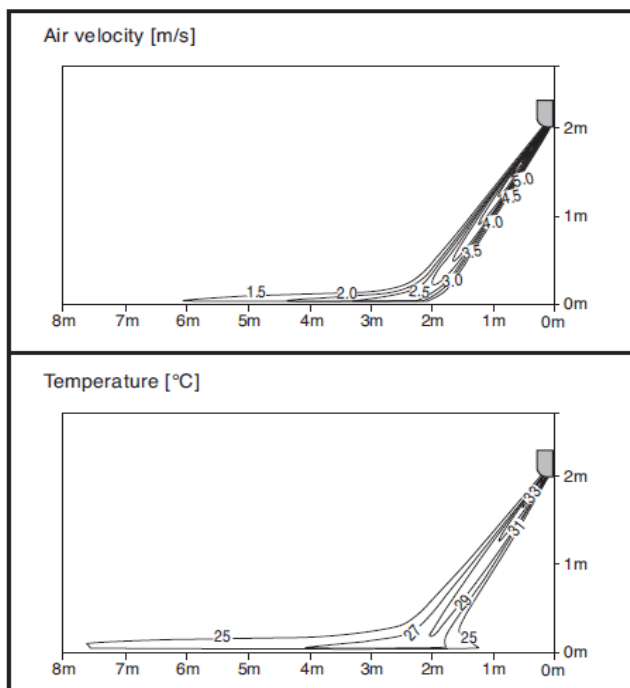 Air velocity [m/s]
2m
5.0
4.5
4.0
1m
3.5
3.0
1.5 2.0 2.5
0m
8m 7m 6m 5m 4m 3m 2m 1m 0m
Temperature [°C]
2m
33
31
1m
29
25 27 25
0m
8m 7m 6m 5m 4m 3m 2m 1m 0m